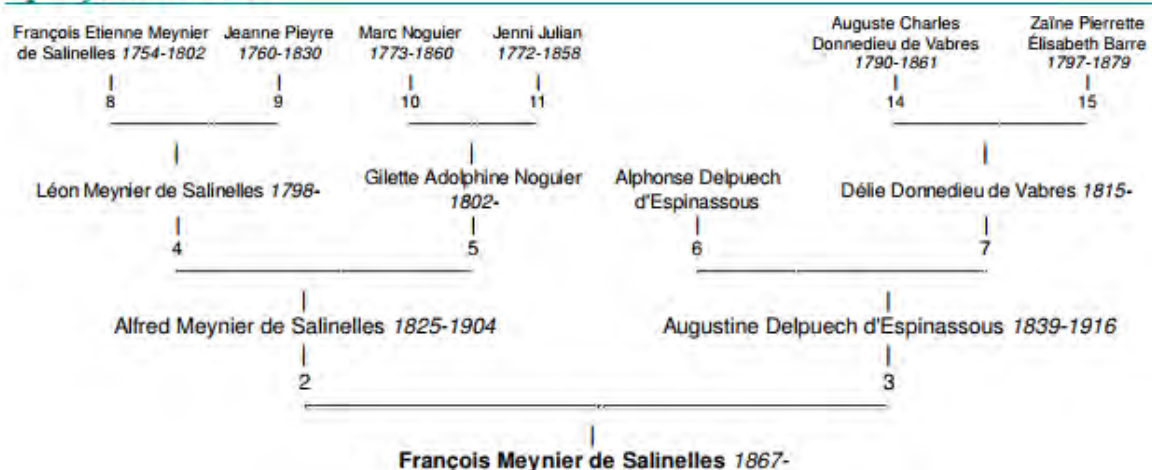 François Etienne Meynier
de Salinelles 1754-1802
Jeanne Pieyre
1760-1830
Marc Noguier
1773-1860
Jenni Julian
1772-1858
Auguste Charles
Donnedieu de Vabres
1790-1861
Zaïne Pierrette
Élisabeth Barre
1797-1879
8
9
10
11
14
15
Léon Meynier de Salinelles 1798-
Gilette Adolphine Noguier
1802-
Alphonse Delpuech
d'Espinassous
Délie Donnedieu de Vabres 1815-
4
5
6
7
Alfred Meynier de Salinelles 1825-1904
Augustine Delpuech d'Espinassous 1839-1916
2
3
François Meynier de Salinelles 1867-